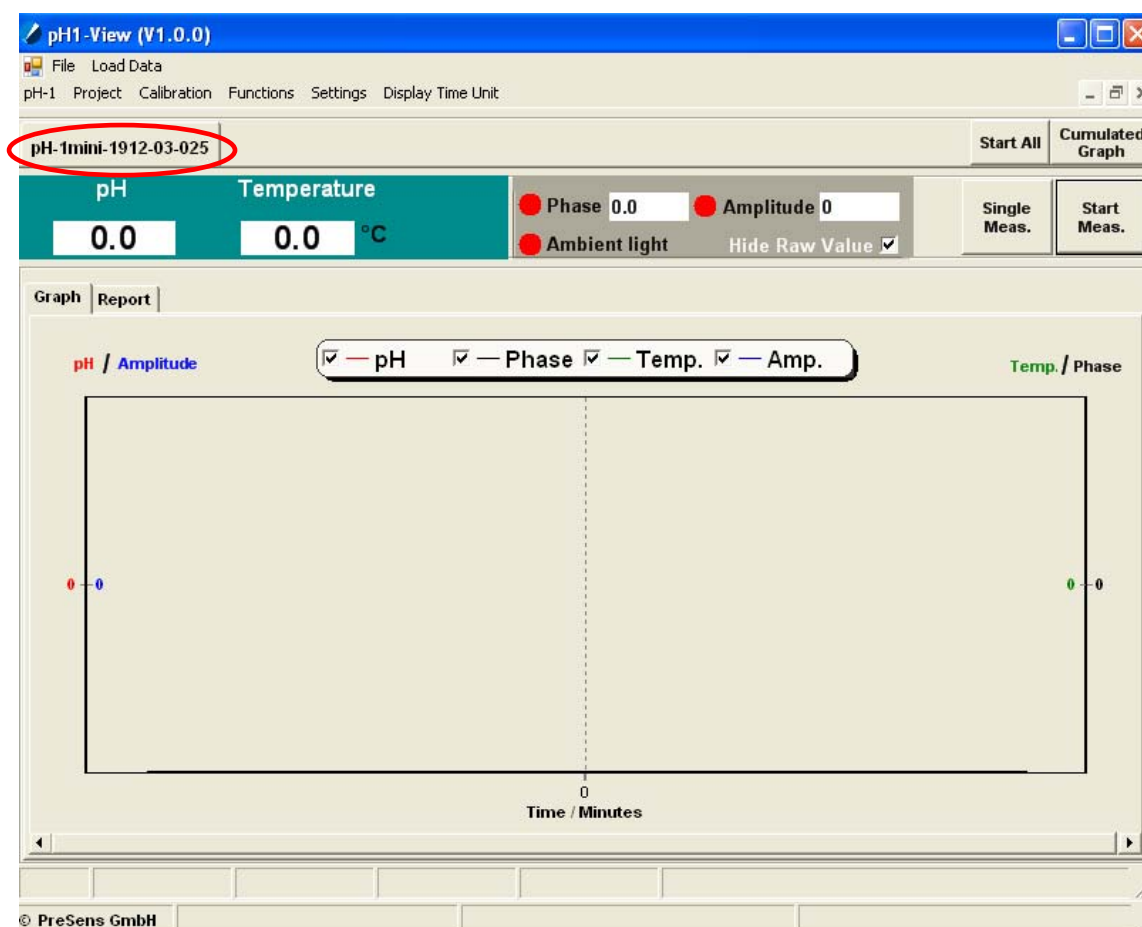 pH1-View (V1.0.0)
File Load Data
pH-1 Project Calibration Functions Settings Display Time Unit
pH-1mini-1912-03-025
Start All
Cumulated
Graph
pH Temperature
0.0 0.0 °C
Phase 0.0 Amplitude 0
Ambient light Hide Raw Value
Single
Meas.
Start
Meas.
Graph Report
pH / Amplitude
pH Phase Temp. Amp.
Temp. / Phase
0 0
0 0
0
Time / Minutes
© PreSens GmbH